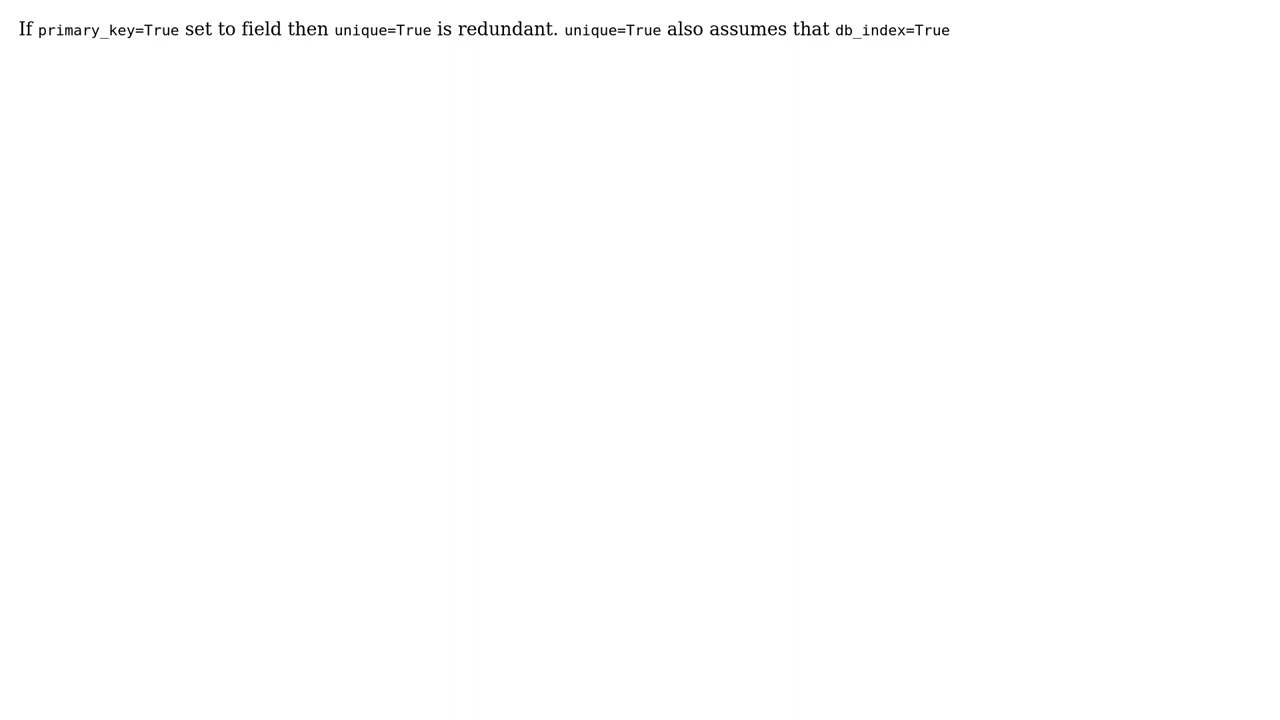 If primary_key=True set to field then unique=True is redundant. unique=True also assumes that db_index=True